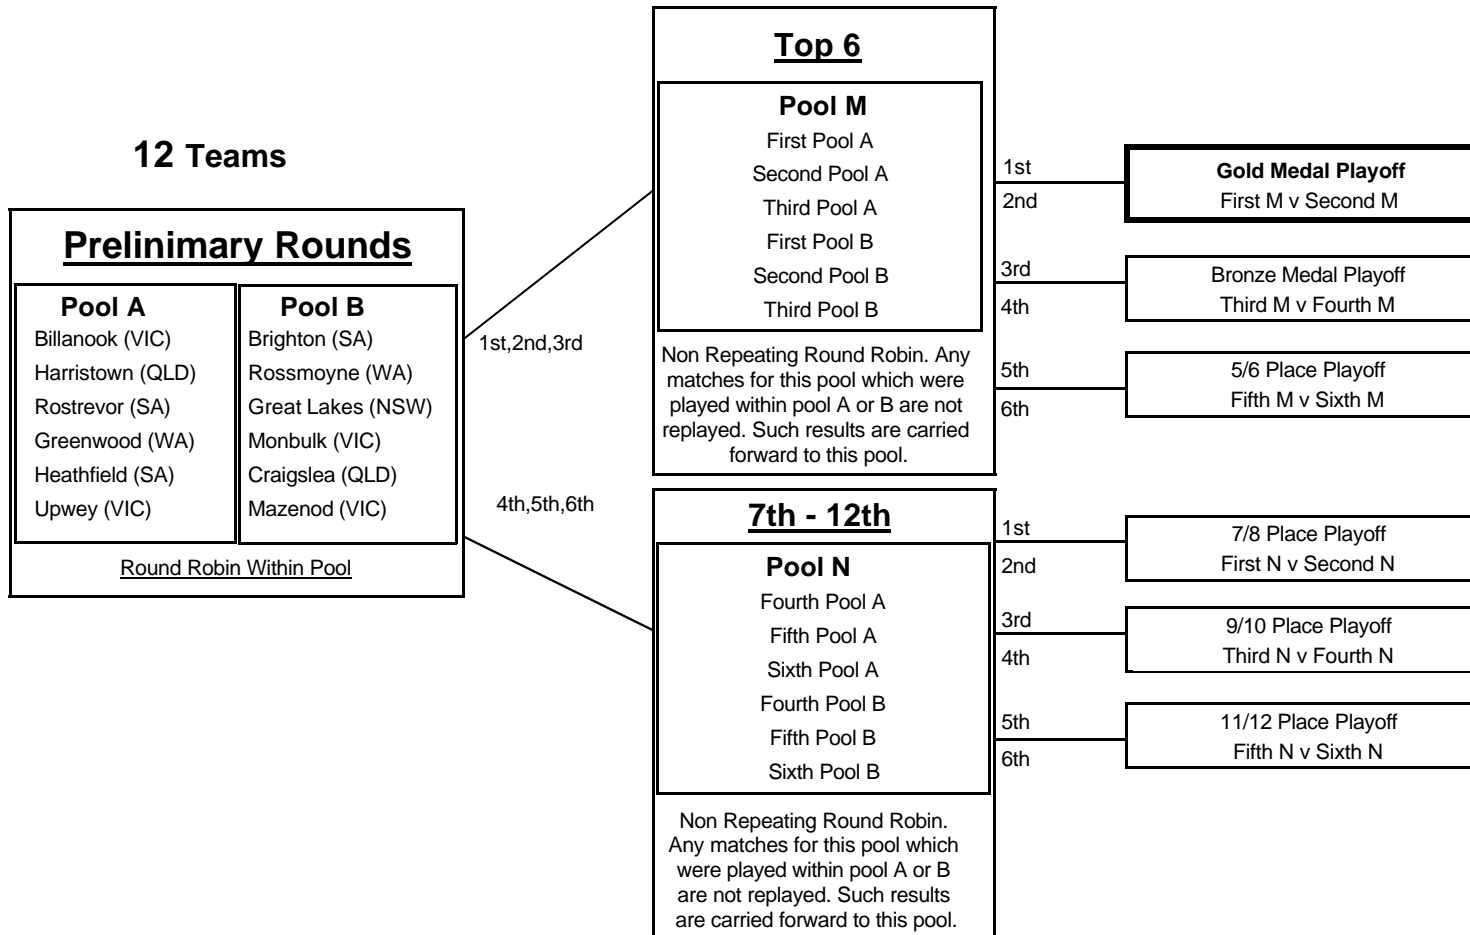 12 Teams
Prelinimary Rounds
Pool A
Billanook (VIC)
Harristown (QLD)
Rostrevor (SA)
Greenwood (WA)
Heathfield (SA)
Upwey (VIC)
Pool B
Brighton (SA)
Rossmoyne (WA)
Great Lakes (NSW)
Monbulk (VIC)
Craigslea (QLD)
Mazenod (VIC)
Round Robin Within Pool
1st,2nd,3rd
4th,5th,6th
Top 6
Pool M
First Pool A
Second Pool A
Third Pool A
First Pool B
Second Pool B
Third Pool B
Non Repeating Round Robin. Any
matches for this pool which were
played within pool A or B are not
replayed. Such results are carried
forward to this pool.
1st
2nd
Gold Medal Playoff
First M v Second M
3rd
4th
Bronze Medal Playoff
Third M v Fourth M
5th
6th
5/6 Place Playoff
Fifth M v Sixth M
7th - 12th
Pool N
Fourth Pool A
Fifth Pool A
Sixth Pool A
Fourth Pool B
Fifth Pool B
Sixth Pool B
Non Repeating Round Robin.
Any matches for this pool which
were played within pool A or B
are not replayed. Such results
are carried forward to this pool.
1st
2nd
7/8 Place Playoff
First N v Second N
3rd
4th
9/10 Place Playoff
Third N v Fourth N
5th
6th
11/12 Place Playoff
Fifth N v Sixth N